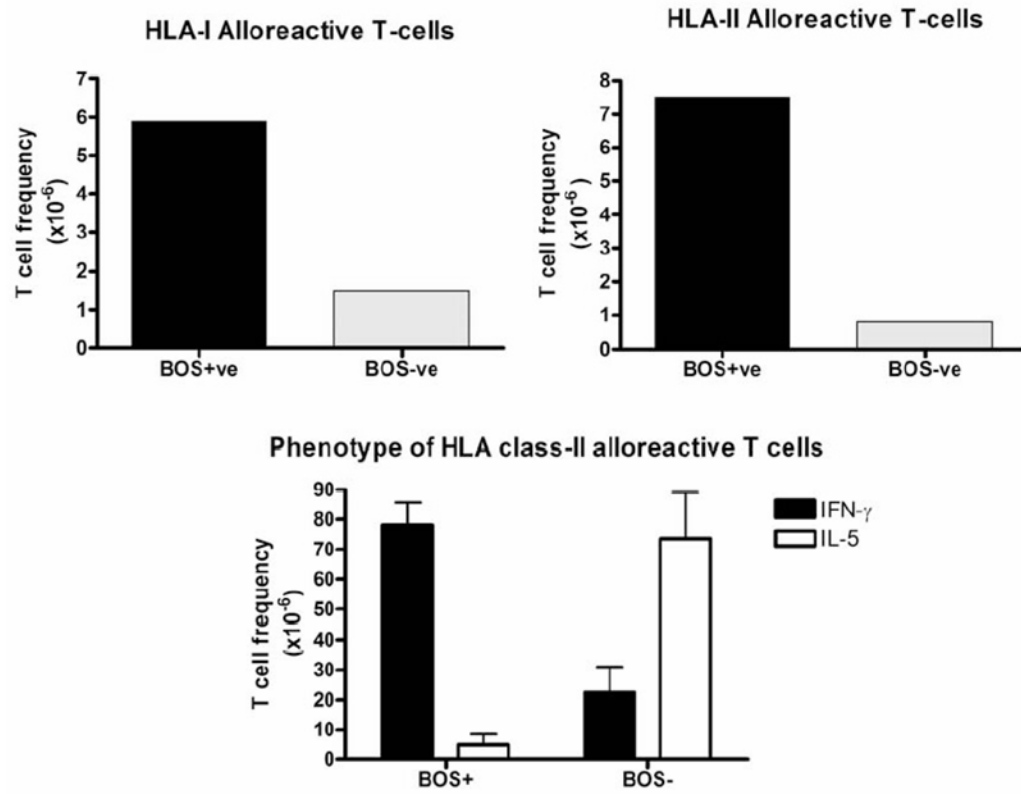 HLA-I Alloreactive T-cells
T cell frequency
(x10⁻⁶)
7
6
5
4
3
2
1
0
BOS+ve
BOS-ve
HLA-II Alloreactive T-cells
T cell frequency
(x10⁻⁶)
8
7
6
5
4
3
2
1
0
BOS+ve
BOS-ve
Phenotype of HLA class-II alloreactive T cells
T cell frequency
(x10⁻⁶)
90
80
70
60
50
40
30
20
10
0
BOS+
BOS-
IFN-γ
IL-5